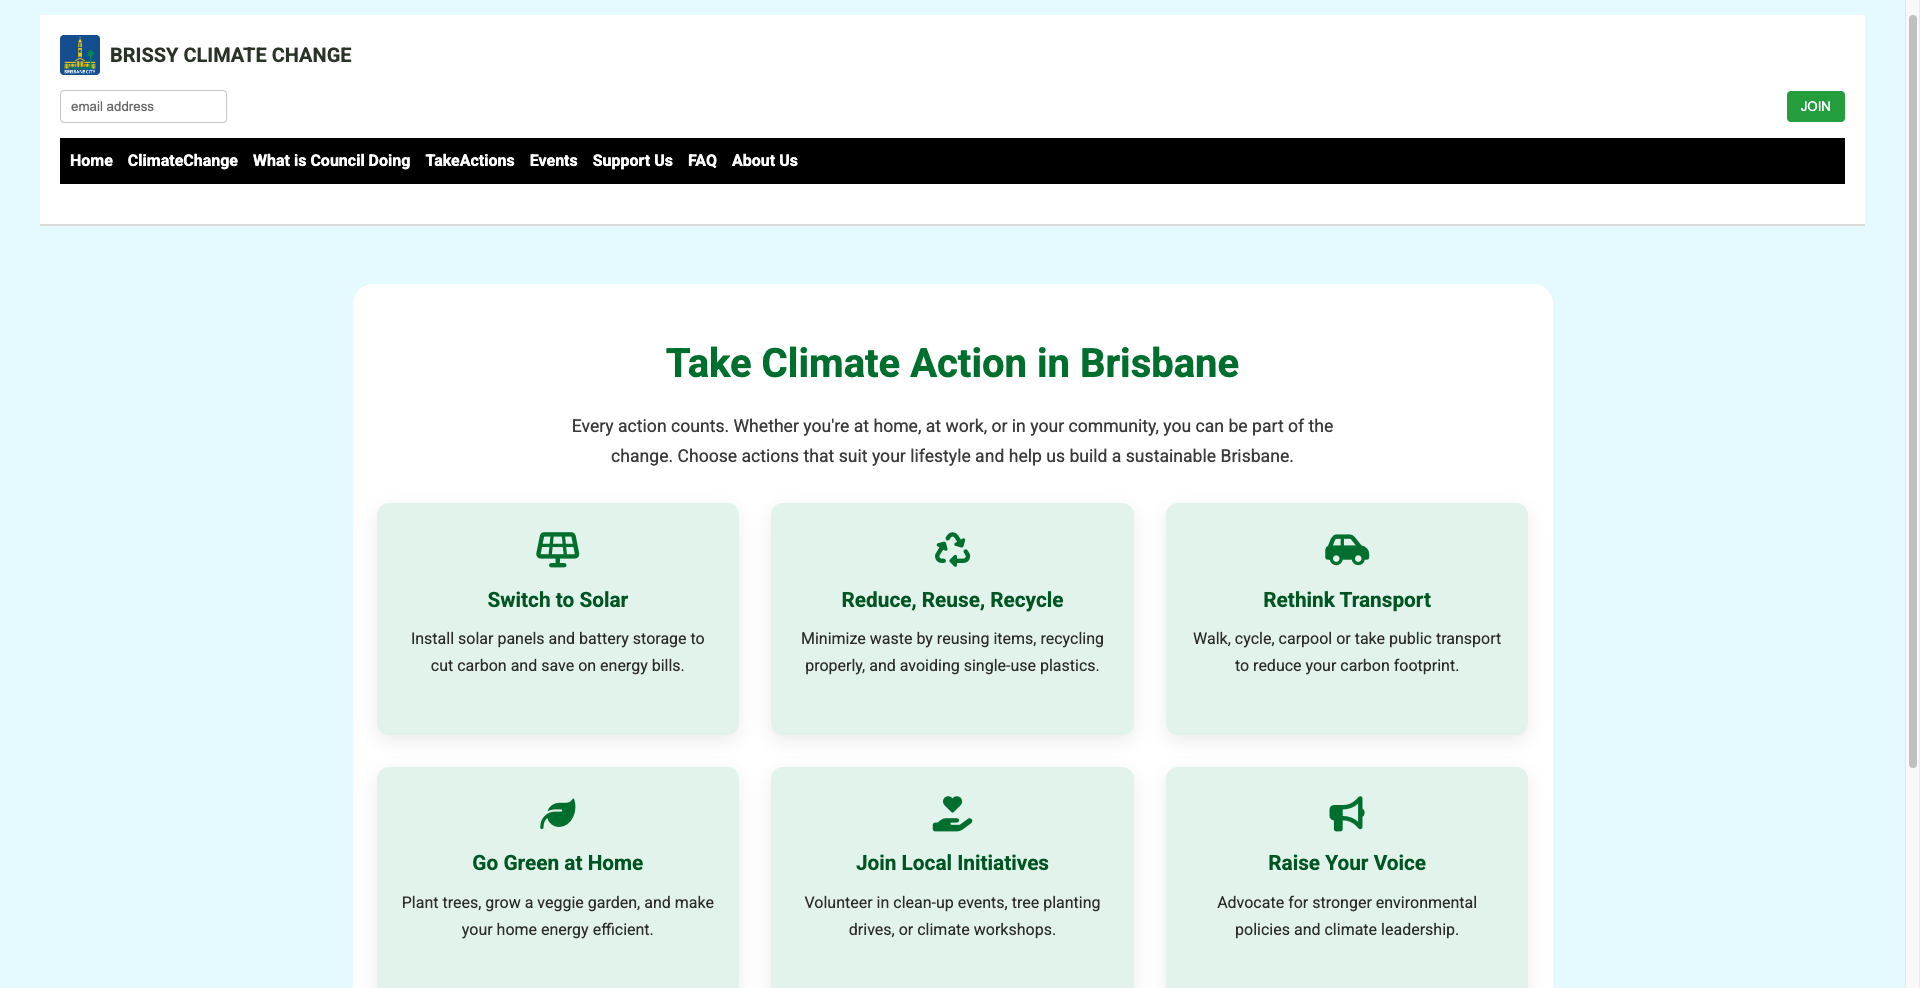 BRISBANE CITY
BRISSY CLIMATE CHANGE
email address
JOIN
Home ClimateChange What is Council Doing TakeActions Events Support Us FAQ About Us
Take Climate Action in Brisbane
Every action counts. Whether you're at home, at work, or in your community, you can be part of the
change. Choose actions that suit your lifestyle and help us build a sustainable Brisbane.
Switch to Solar
Install solar panels and battery storage to
cut carbon and save on energy bills.
Reduce, Reuse, Recycle
Minimize waste by reusing items, recycling
properly, and avoiding single-use plastics.
Rethink Transport
Walk, cycle, carpool or take public transport
to reduce your carbon footprint.
Go Green at Home
Plant trees, grow a veggie garden, and make
your home energy efficient.
Join Local Initiatives
Volunteer in clean-up events, tree planting
drives, or climate workshops.
Raise Your Voice
Advocate for stronger environmental
policies and climate leadership.